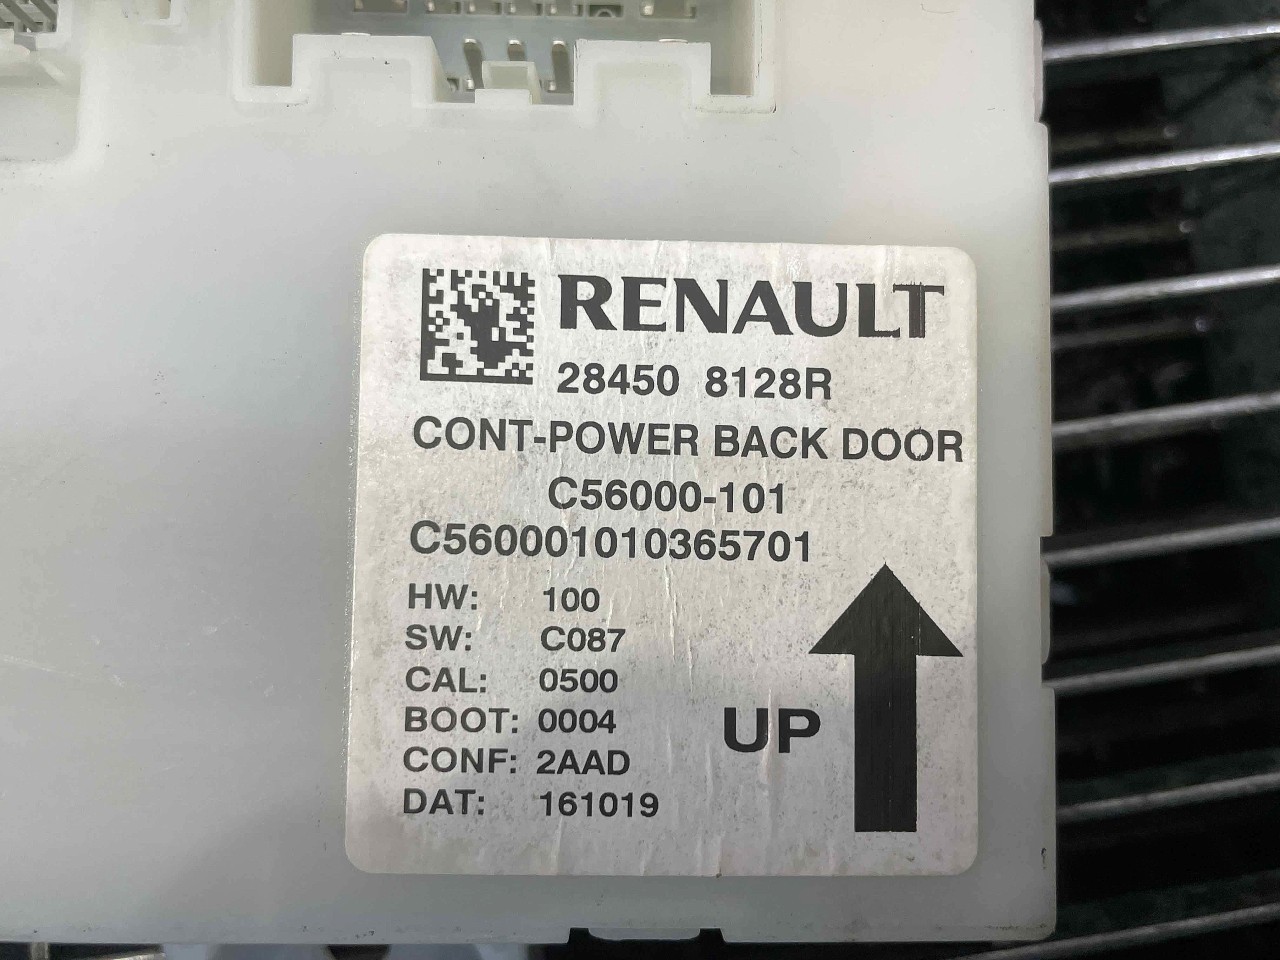 RENAULT
28450 8128R
CONT-POWER BACK DOOR
C56000-101
C560001010365701
HW: 100
SW: C087
CAL: 0500
BOOT: 0004
CONF: 2AAD
DAT: 161019
UP